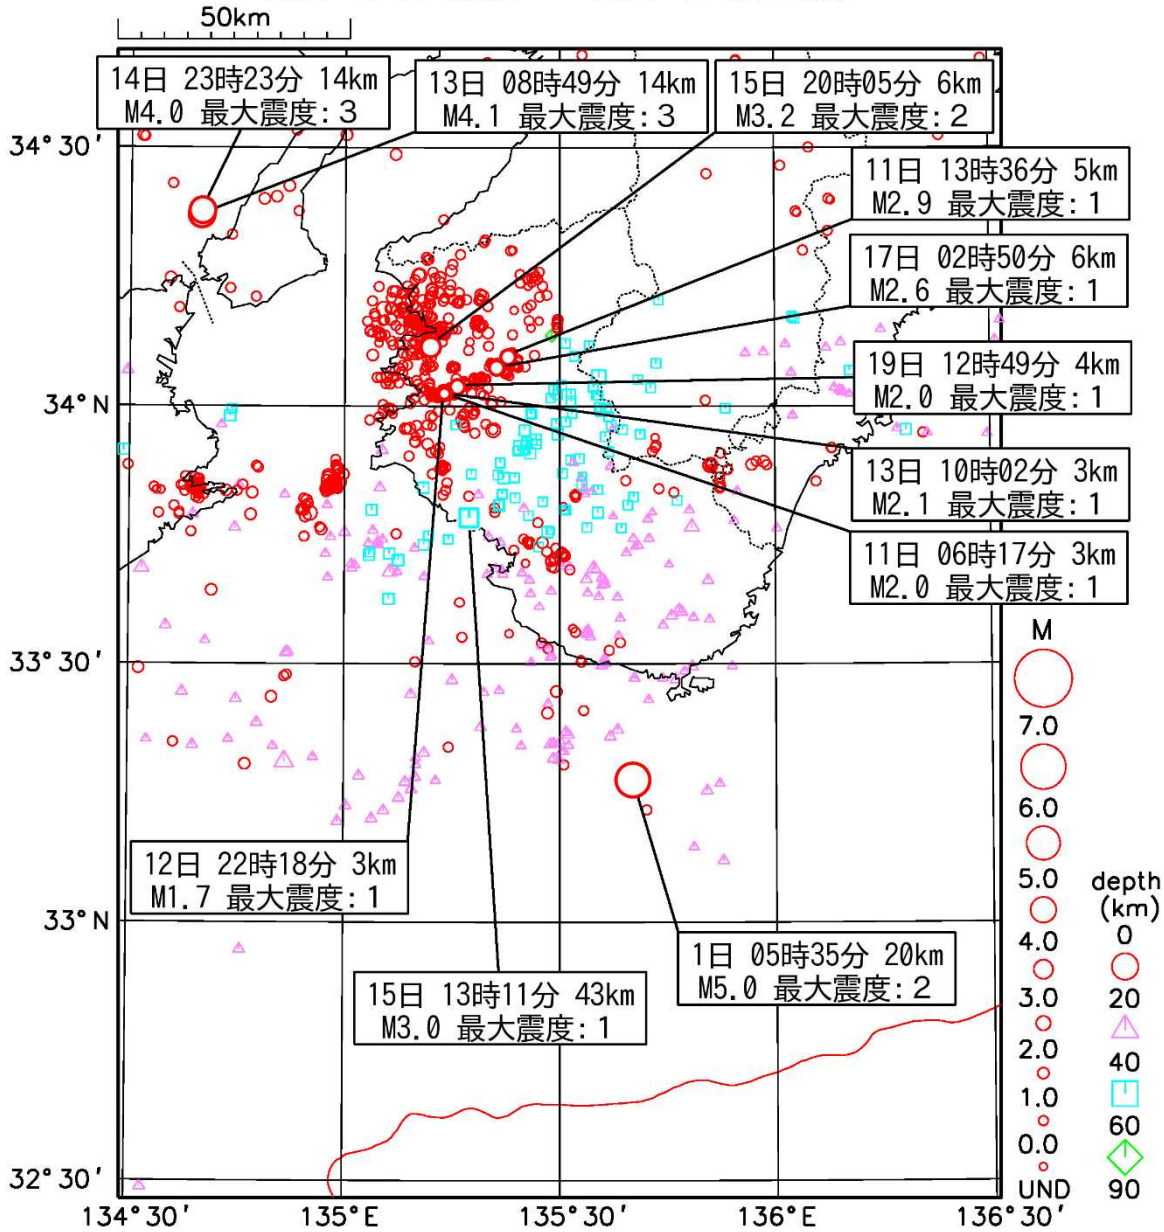 50km
14日 23時23分 14km
M4.0 最大震度:3
13日 08時49分 14km
M4.1 最大震度:3
15日 20時05分 6km
M3.2 最大震度:2
11日 13時36分 5km
M2.9 最大震度:1
17日 02時50分 6km
M2.6 最大震度:1
19日 12時49分 4km
M2.0 最大震度:1
13日 10時02分 3km
M2.1 最大震度:1
11日 06時17分 3km
M2.0 最大震度:1
12日 22時18分 3km
M1.7 最大震度:1
15日 13時11分 43km
M3.0 最大震度:1
1日 05時35分 20km
M5.0 最大震度:2
34°30′
34°N
33°30′
33°N
32°30′
134°30′
135°E
135°30′
136°E
136°30′
M
7.0
6.0
5.0
4.0
3.0
2.0
1.0
0.0
UND
depth
(km)
0
20
40
60
90